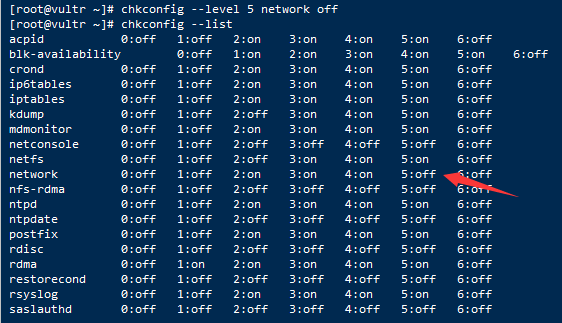 [root@vultr ~]# chkconfig --level 5 network off
[root@vultr ~]# chkconfig --list
acpid 0:off 1:off 2:on 3:on 4:on 5:on 6:off
blk-availability 0:off 1:on 2:on 3:on 4:on 5:on 6:off
crond 0:off 1:off 2:on 3:on 4:on 5:on 6:off
ip6tables 0:off 1:off 2:on 3:on 4:on 5:on 6:off
iptables 0:off 1:off 2:on 3:on 4:on 5:on 6:off
kdump 0:off 1:off 2:off 3:on 4:on 5:on 6:off
mdmonitor 0:off 1:off 2:on 3:on 4:on 5:on 6:off
netconsole 0:off 1:off 2:off 3:off 4:off 5:off 6:off
netfs 0:off 1:off 2:off 3:on 4:on 5:on 6:off
network 0:off 1:off 2:on 3:on 4:on 5:off 6:off
nfs-rdma 0:off 1:off 2:off 3:off 4:off 5:off 6:off
ntpd 0:off 1:off 2:on 3:on 4:on 5:on 6:off
ntpdate 0:off 1:off 2:off 3:off 4:off 5:off 6:off
postfix 0:off 1:off 2:on 3:on 4:on 5:on 6:off
rdisc 0:off 1:off 2:off 3:off 4:off 5:off 6:off
rdma 0:off 1:on 2:on 3:on 4:on 5:on 6:off
restorecond 0:off 1:off 2:off 3:off 4:off 5:off 6:off
rsyslog 0:off 1:off 2:on 3:on 4:on 5:on 6:off
saslauthd 0:off 1:off 2:off 3:off 4:off 5:off 6:off